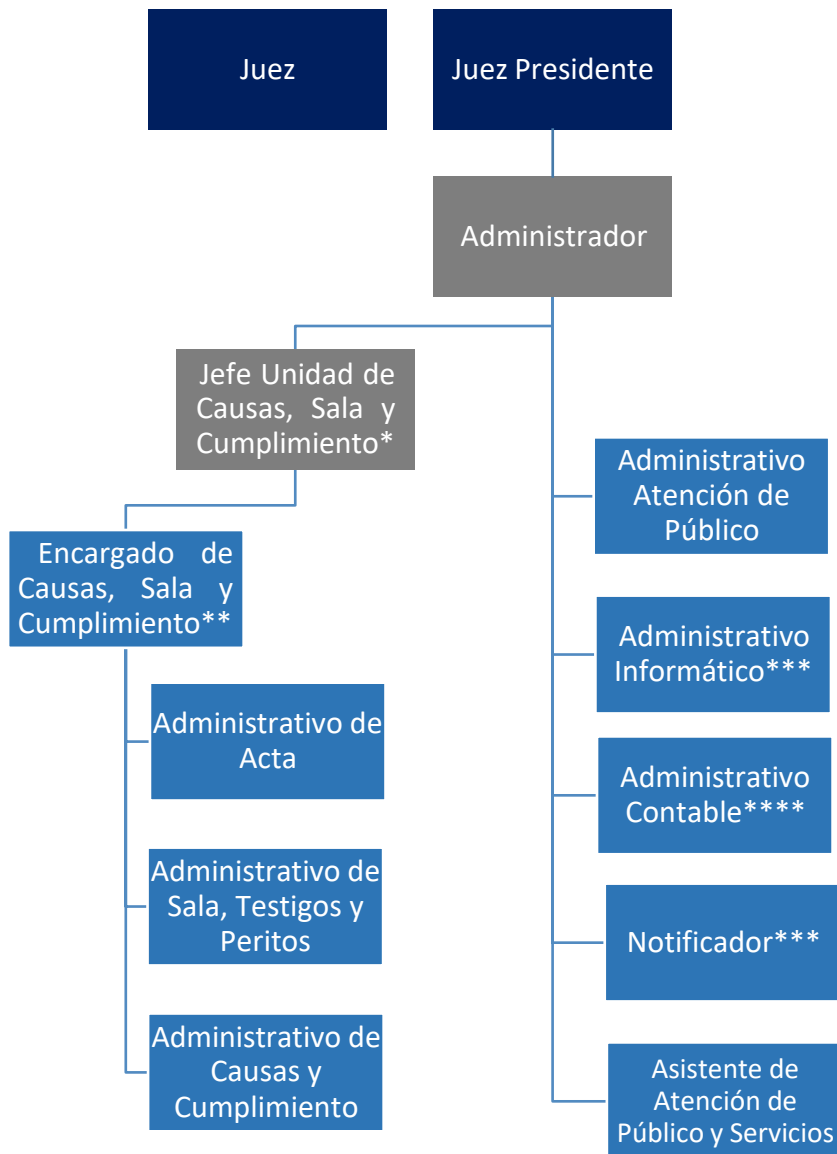 Juez
Juez Presidente
Administrador
Jefe Unidad de
Causas, Sala y
Cumplimiento*
Encargado de
Causas, Sala y
Cumplimiento**
Administrativo de
Acta
Administrativo de
Sala, Testigos y
Peritos
Administrativo de
Causas y
Cumplimiento
Administrativo
Atención de
Público
Administrativo
Informático***
Administrativo
Contable****
Notificador***
Asistente de
Atención de
Público y Servicios